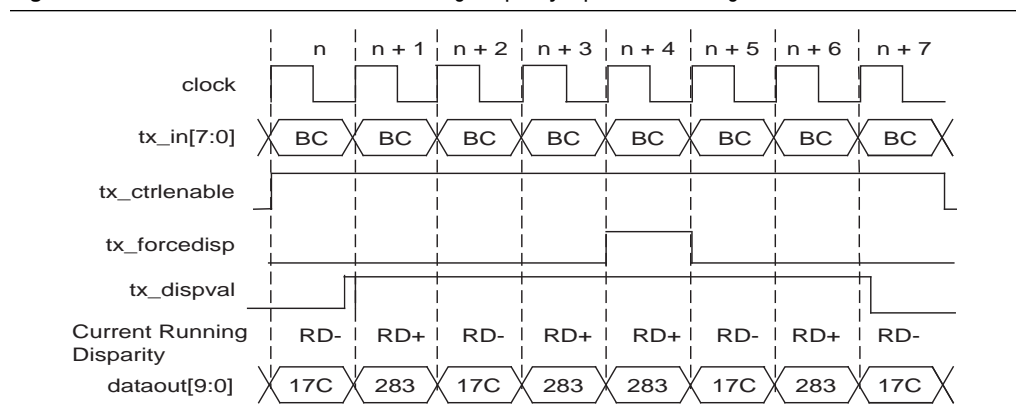 n n + 1 n + 2 n + 3 n + 4 n + 5 n + 6 n + 7
clock
tx_in[7:0] BC BC BC BC BC BC BC BC
tx_ctrlenable
tx_forcedisp
tx_dispval
Current Running Disparity RD- RD+ RD- RD+ RD+ RD- RD+ RD-
dataout[9:0] 17C 283 17C 283 283 17C 283 17C